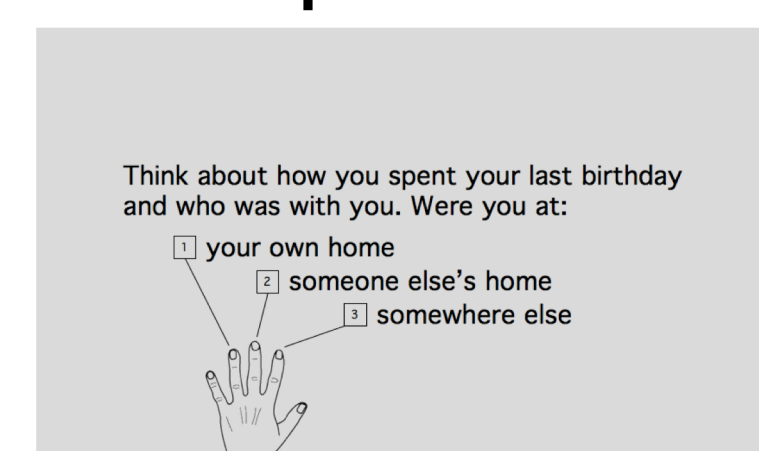 Think about how you spent your last birthday
and who was with you. Were you at:
1 your own home
2 someone else's home
3 somewhere else